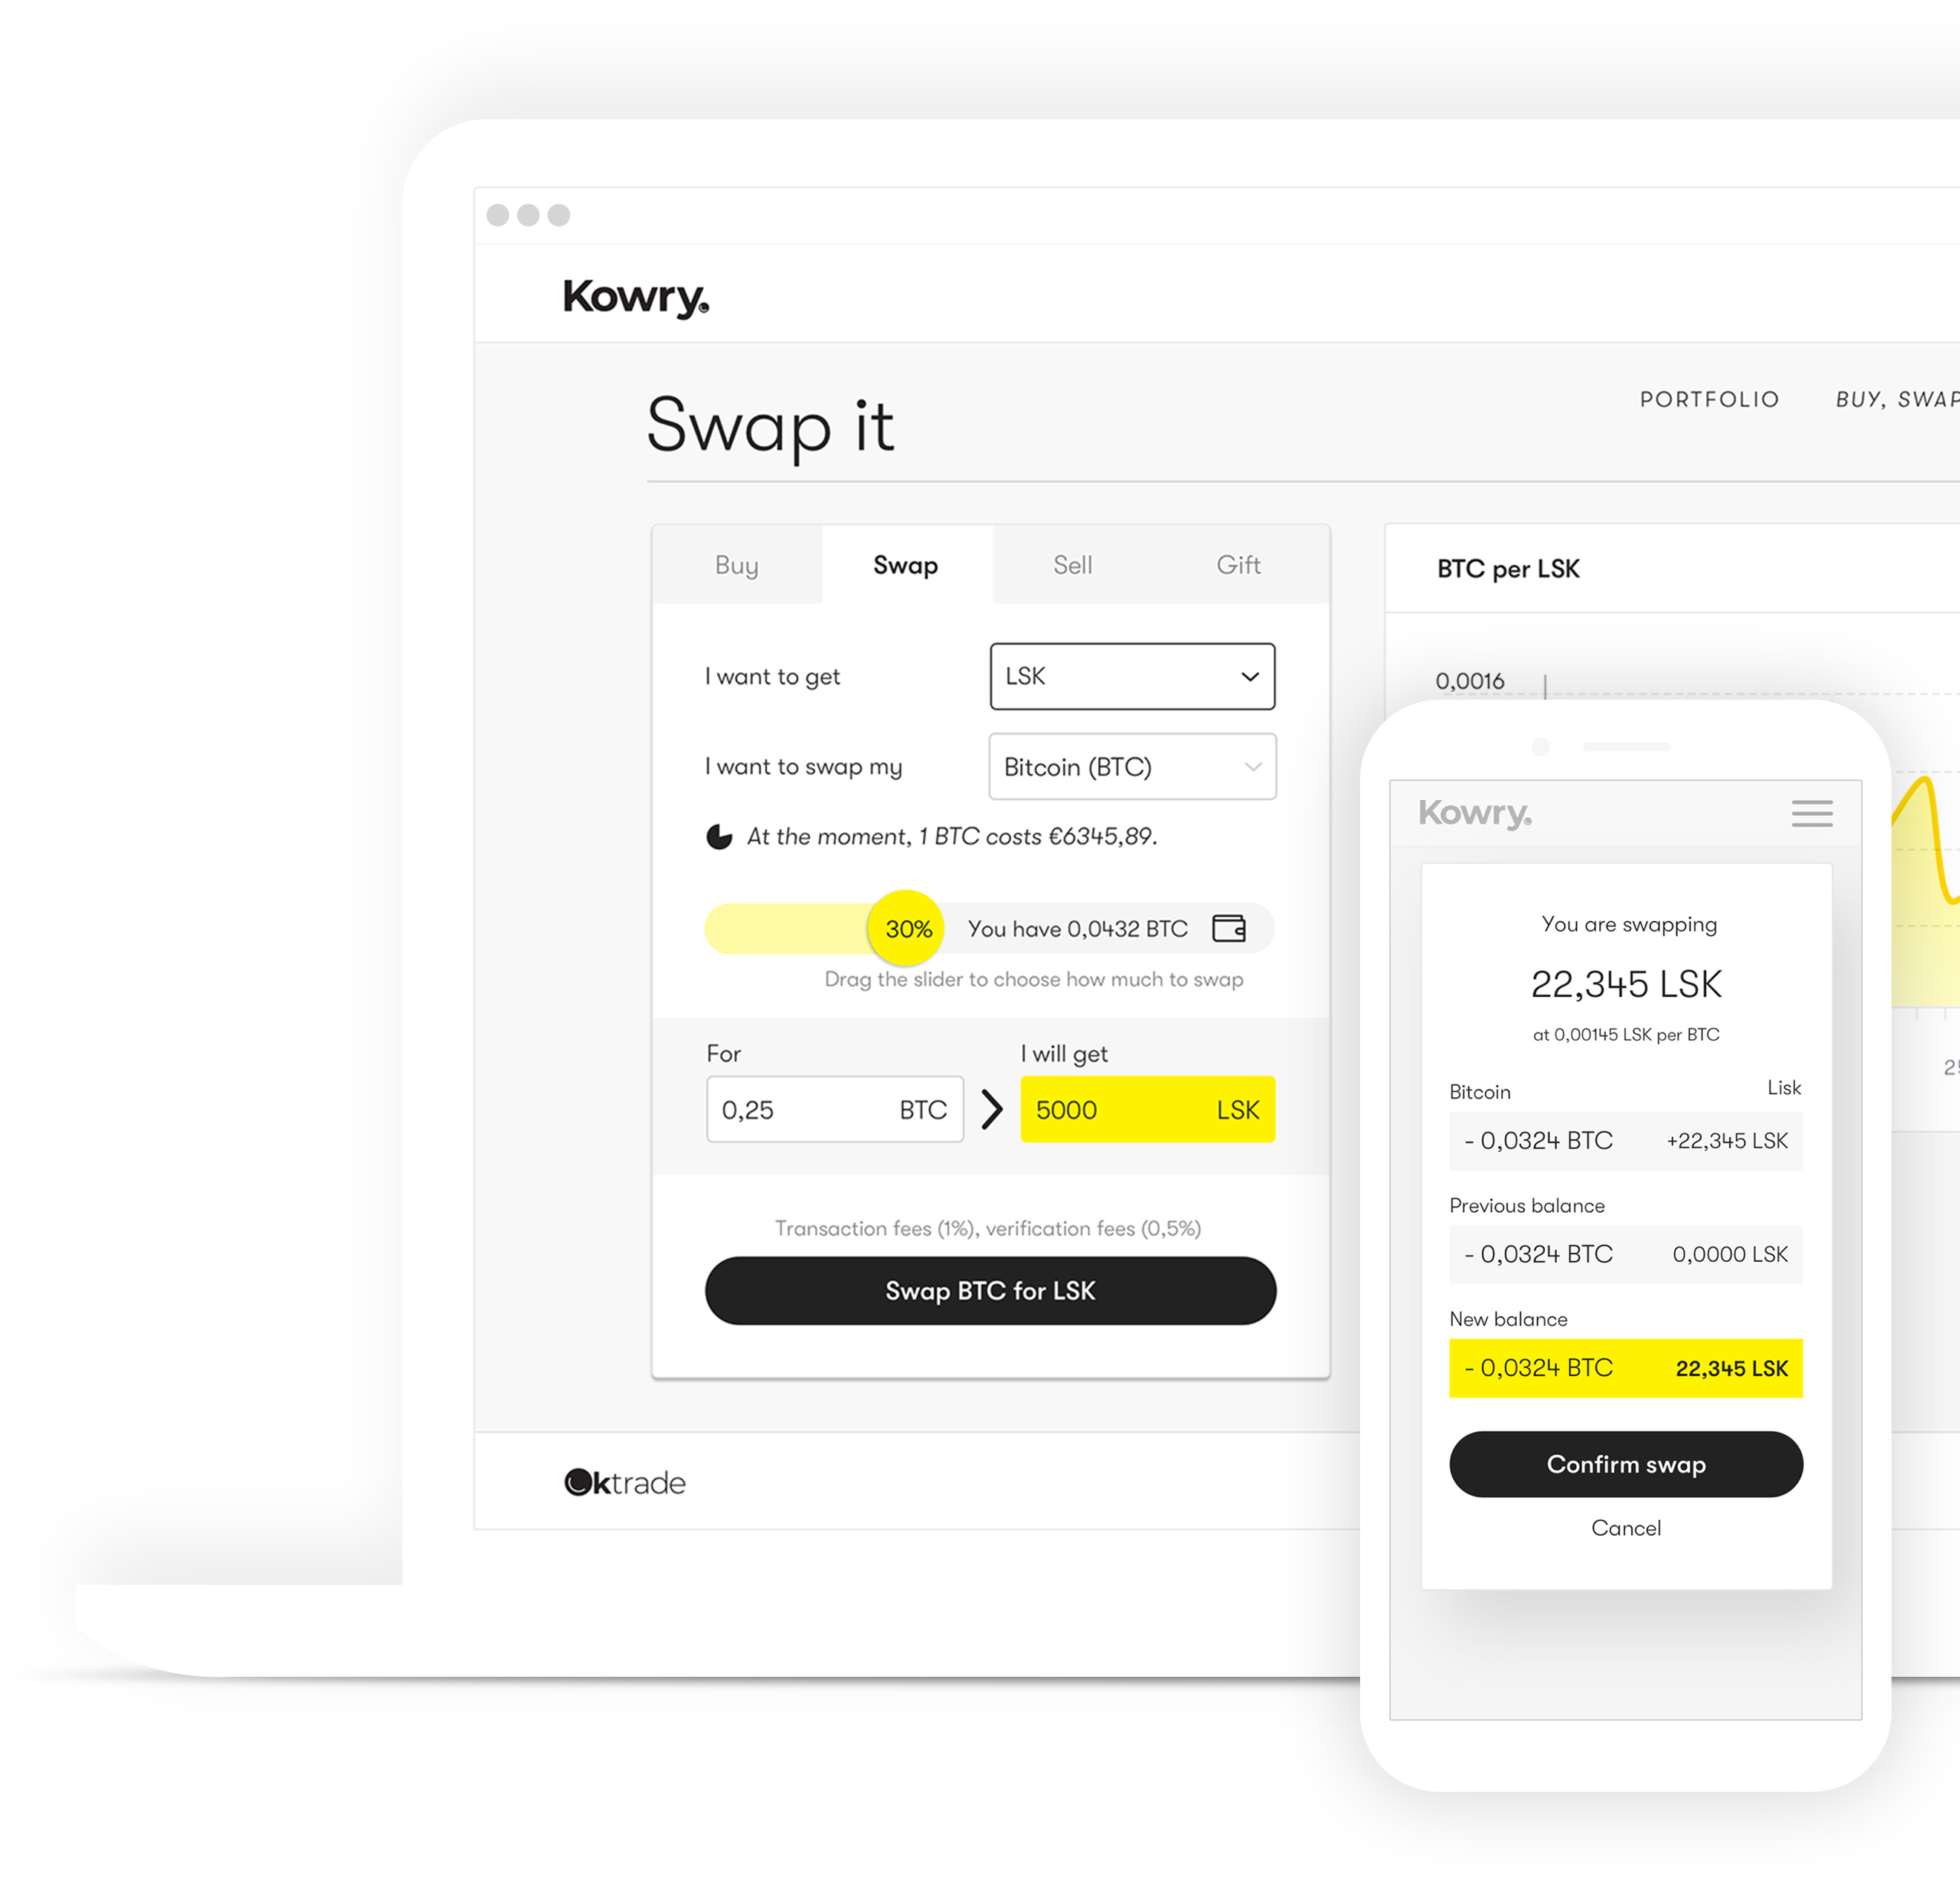 Kowry.
Swap it
PORTFOLIO BUY, SWAP
Buy Swap Sell Gift
I want to get LSK
I want to swap my Bitcoin (BTC)
At the moment, 1 BTC costs €6345,89.
30% You have 0,0432 BTC
Drag the slider to choose how much to swap
For I will get
0,25 BTC 5000 LSK
Transaction fees (1%), verification fees (0,5%)
Swap BTC for LSK
Oktrade
BTC per LSK
0,0016
Kowry.
You are swapping
22,345 LSK
at 0,00145 LSK per BTC
Bitcoin Lisk
- 0,0324 BTC +22,345 LSK
Previous balance
- 0,0324 BTC 0,0000 LSK
New balance
- 0,0324 BTC 22,345 LSK
Confirm swap
Cancel